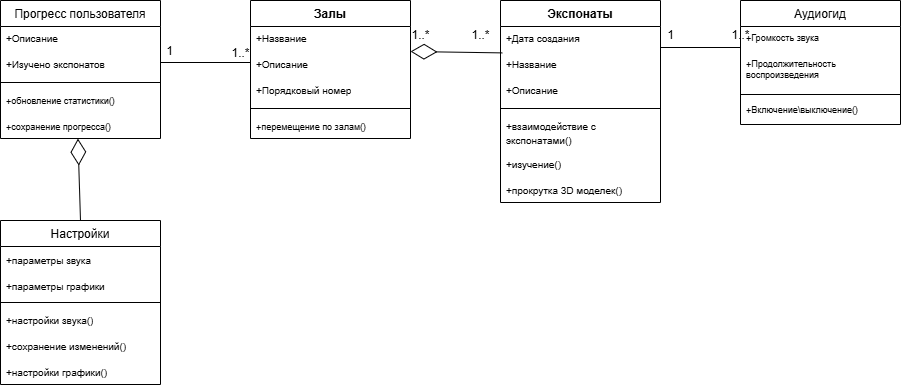 Прогресс пользователя
+Описание
+Изучено экспонатов
+обновление статистики()
+сохранение прогресса()
1
1..*
Залы
+Название
+Описание
+Порядковый номер
+перемещение по залам()
1..*
1..*
Экспонаты
+Дата создания
+Название
+Описание
+взаимодействие с
экспонатами()
+изучение()
+прокрутка 3D моделек()
1
1..*
Аудиогид
+Громкость звука
+Продолжительность
воспроизведения
+Включение\выключение()
Настройки
+параметры звука
+параметры графики
+настройки звука()
+сохранение изменений()
+настройки графики()